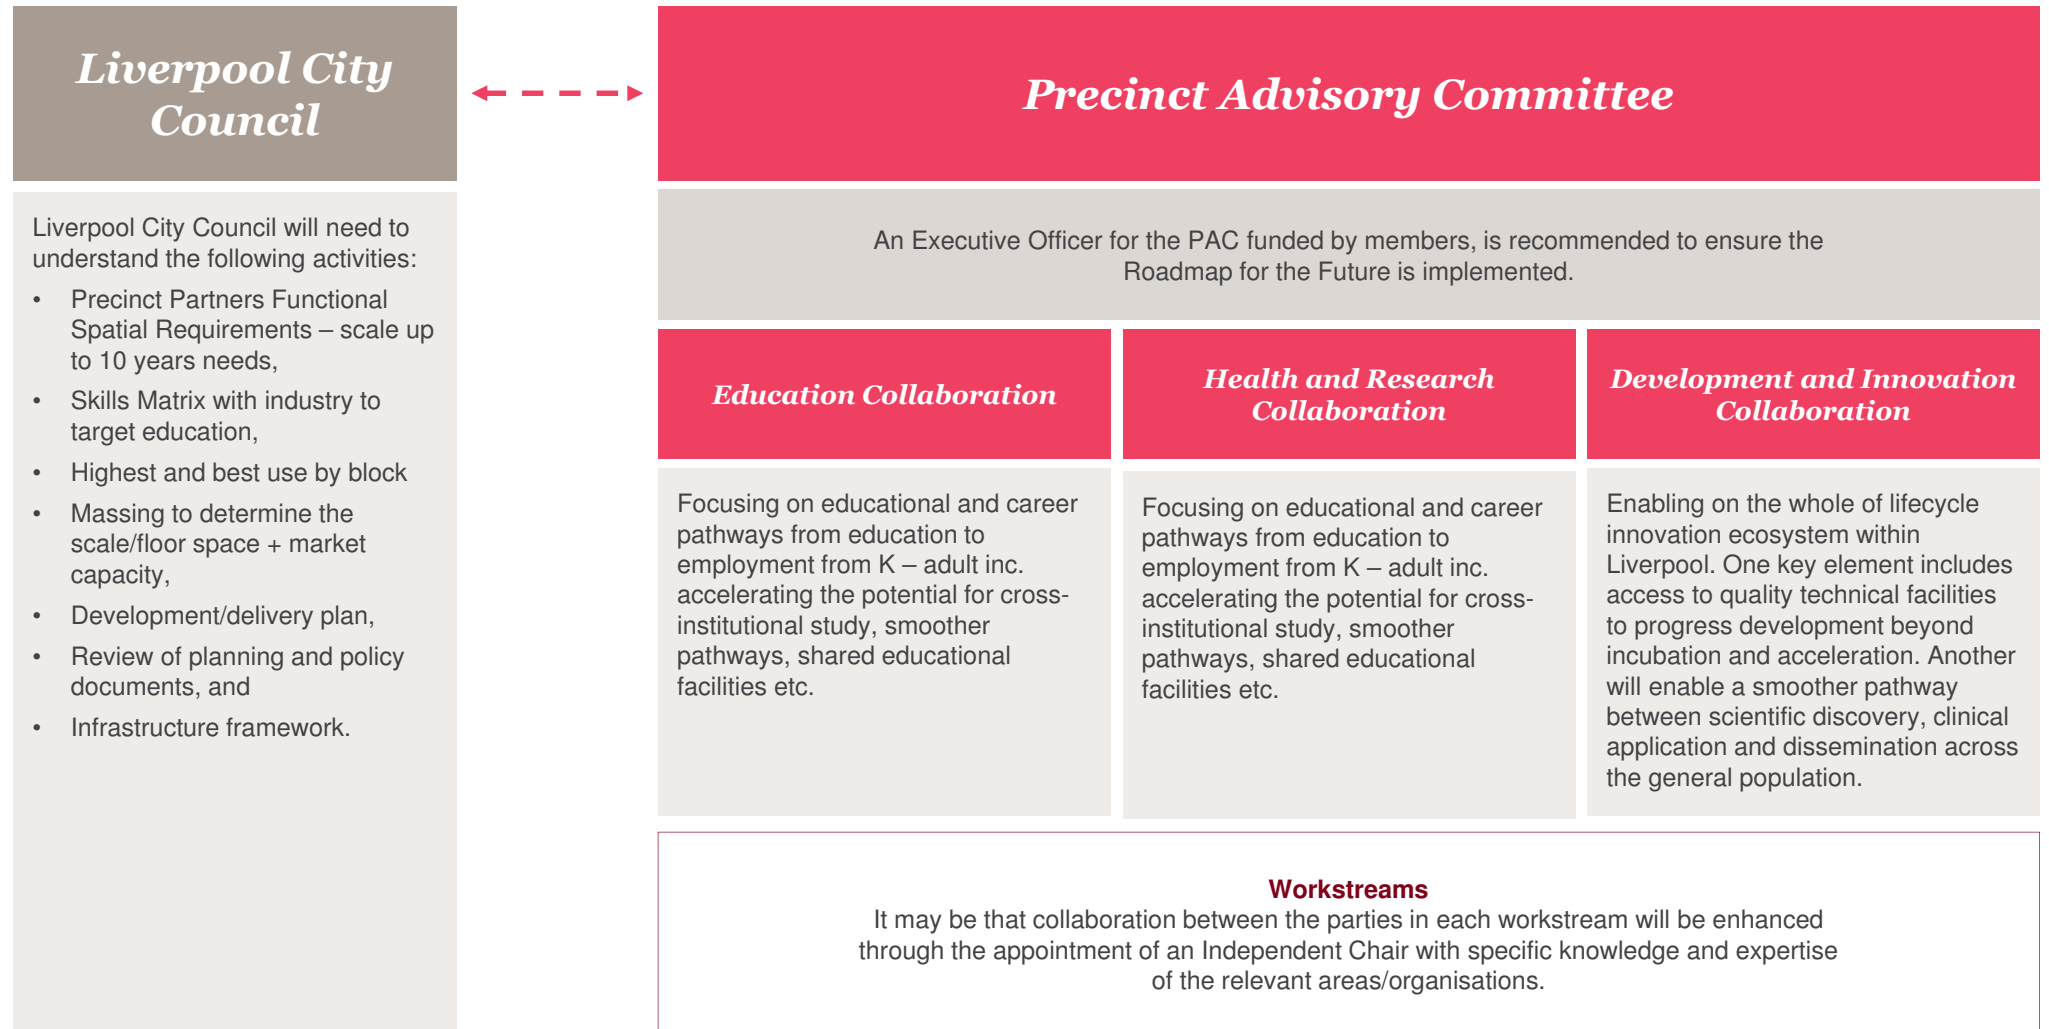 Liverpool City
Council
Liverpool City Council will need to
understand the following activities:
• Precinct Partners Functional
Spatial Requirements – scale up
to 10 years needs,
• Skills Matrix with industry to
target education,
• Highest and best use by block
• Massing to determine the
scale/floor space + market
capacity,
• Development/delivery plan,
• Review of planning and policy
documents, and
• Infrastructure framework.
Precinct Advisory Committee
An Executive Officer for the PAC funded by members, is recommended to ensure the
Roadmap for the Future is implemented.
Education Collaboration
Focusing on educational and career
pathways from education to
employment from K – adult inc.
accelerating the potential for cross-
institutional study, smoother
pathways, shared educational
facilities etc.
Health and Research
Collaboration
Focusing on educational and career
pathways from education to
employment from K – adult inc.
accelerating the potential for cross-
institutional study, smoother
pathways, shared educational
facilities etc.
Development and Innovation
Collaboration
Enabling on the whole of lifecycle
innovation ecosystem within
Liverpool. One key element includes
access to quality technical facilities
to progress development beyond
incubation and acceleration. Another
will enable a smoother pathway
between scientific discovery, clinical
application and dissemination across
the general population.
Workstreams
It may be that collaboration between the parties in each workstream will be enhanced
through the appointment of an Independent Chair with specific knowledge and expertise
of the relevant areas/organisations.